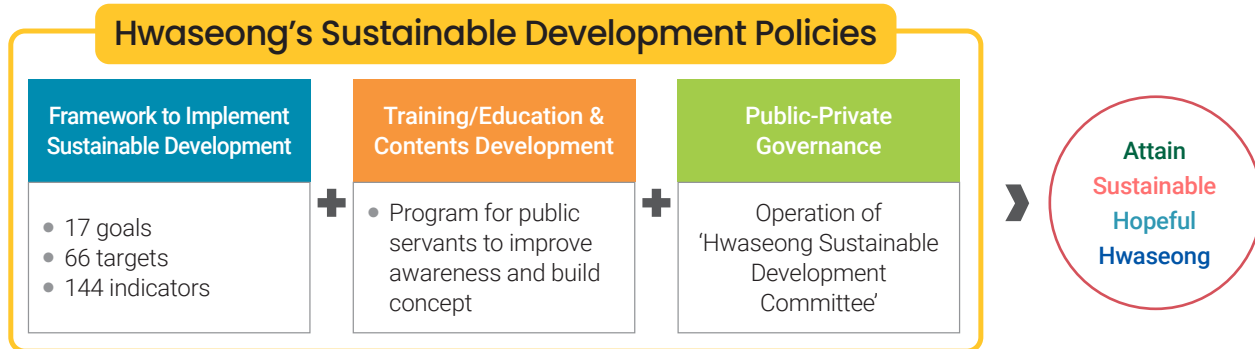 Hwaseong's Sustainable Development Policies
Framework to Implement
Sustainable Development
• 17 goals
• 66 targets
• 144 indicators
+
Training/Education &
Contents Development
• Program for public
servants to improve
awareness and build
concept
+
Public-Private
Governance
Operation of
‘Hwaseong Sustainable
Development
Committee’
Attain
Sustainable
Hopeful
Hwaseong